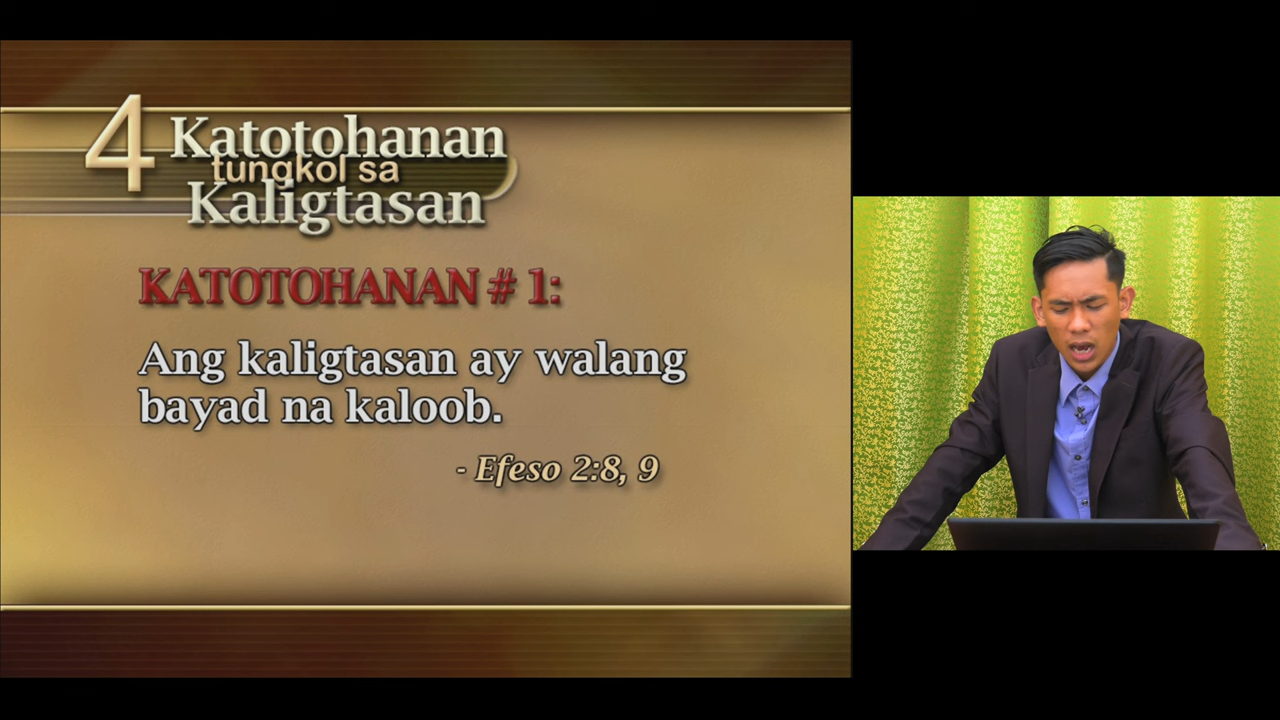 4 Katotohanan
tungkol sa
Kaligtasan
KATOTOHANAN # 1:
Ang kaligtasan ay walang
bayad na kaloob.
- Efeso 2:8, 9